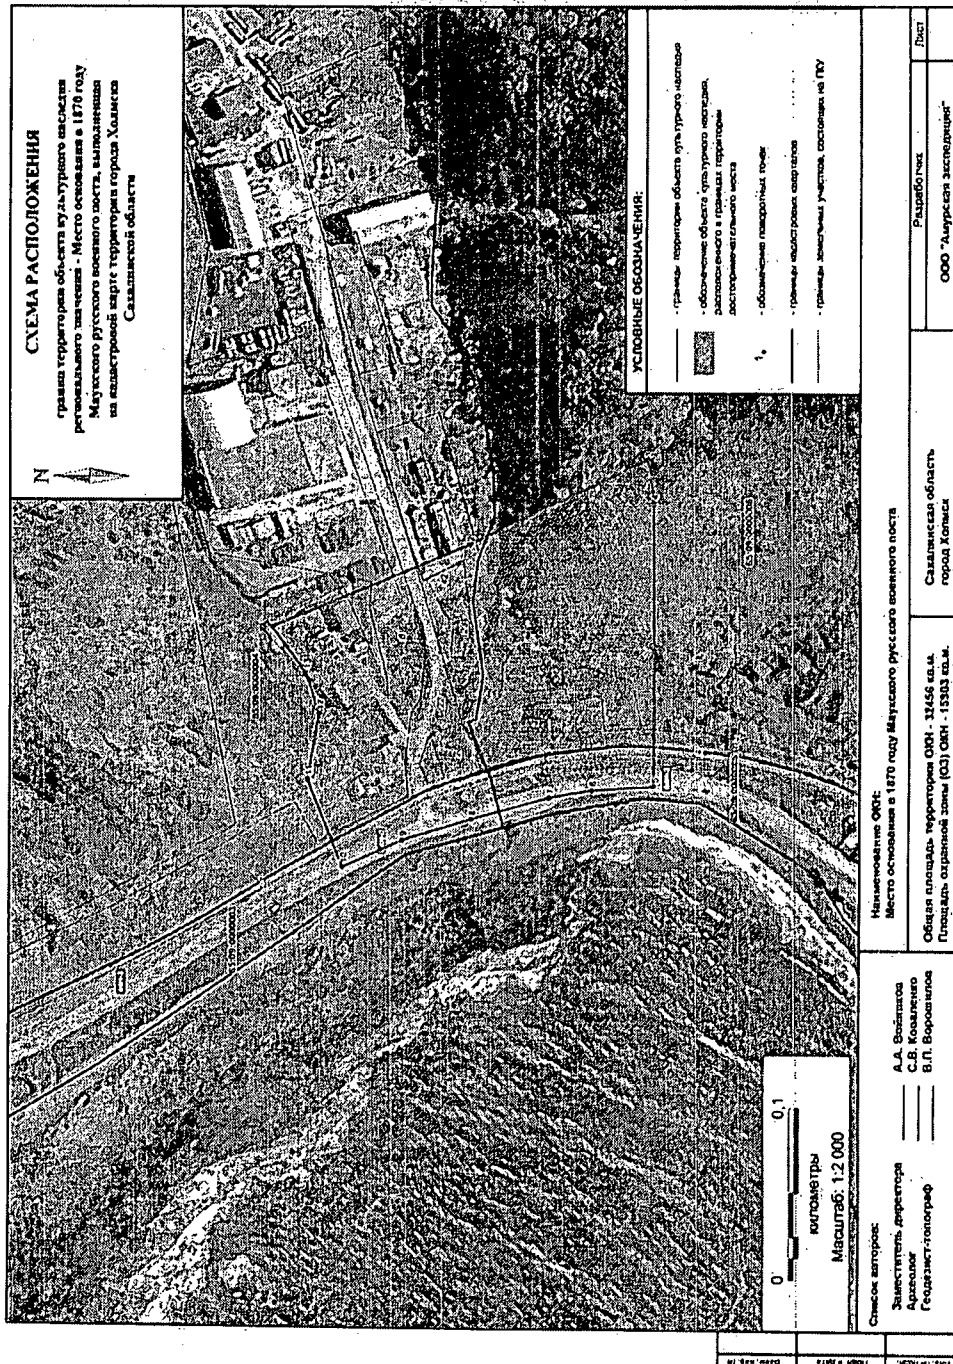 СХЕМА РАСПОЛОЖЕНИЯ
границ территории объекта культурного наследия
регионального значения - Место основания в 1870 году
Маукского русского военного поста, выполненная
на кадастровой карте территории города Холмска
Сахалинской области
N
УСЛОВНЫЕ ОБОЗНАЧЕНИЯ:
- границы территории объекта культурного наследия
- обозначение объекта культурного наследия,
расположенного в границах территории
достопримечательного места
1. - обозначение поворотных точек
- границы кадастровых кварталов
- границы земельных участков, состоящих на ГКУ
0 0,1
километры
Масштаб: 1:2 000
Список авторов:
Заместитель директора
Археолог С.В. Коваленко
Геодезист-топограф В.П. Ворошилов
Наименование ОКН:
Место основания в 1870 году Маукского русского военного поста
Общая площадь территории ОКН - 32456 кв.м.
Площадь охранной зоны (ОЗ) ОКН - 15303 кв.м.
Сахалинская область
город Холмск
Разработчик
Лист
ООО "Амурская экспедиция"